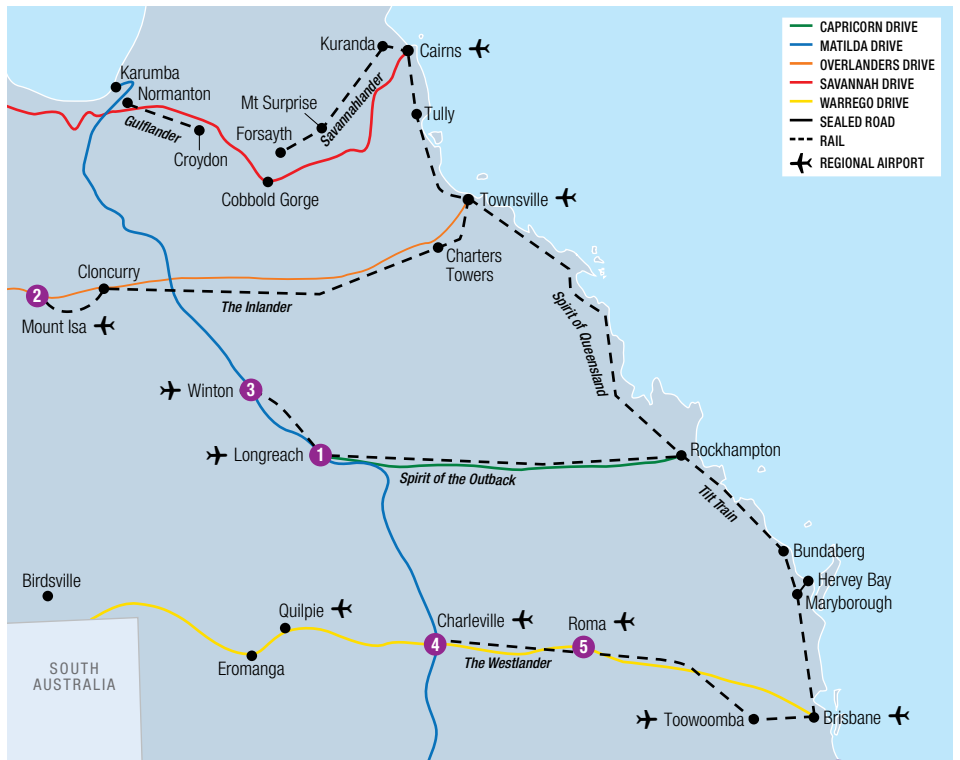 CAPRICORN DRIVE
MATILDA DRIVE
OVERLANDERS DRIVE
SAVANNAH DRIVE
WARREGO DRIVE
SEALED ROAD
RAIL
REGIONAL AIRPORT
Kuranda
Cairns
Karumba
Normanton
Mt Surprise
Savannahlander
Tully
Gulflander
Forsayth
Croydon
Cobbold Gorge
Townsville
Charters
Towers
Cloncurry
2
The Inlander
Mount Isa
Spirit of Queensland
Winton
3
Longreach
1
Rockhampton
Spirit of the Outback
Tilt Train
Bundaberg
Birdsville
Hervey Bay
Maryborough
Quilpie
Charleville
Roma
4
5
Eromanga
The Westlander
SOUTH
AUSTRALIA
Toowoomba
Brisbane